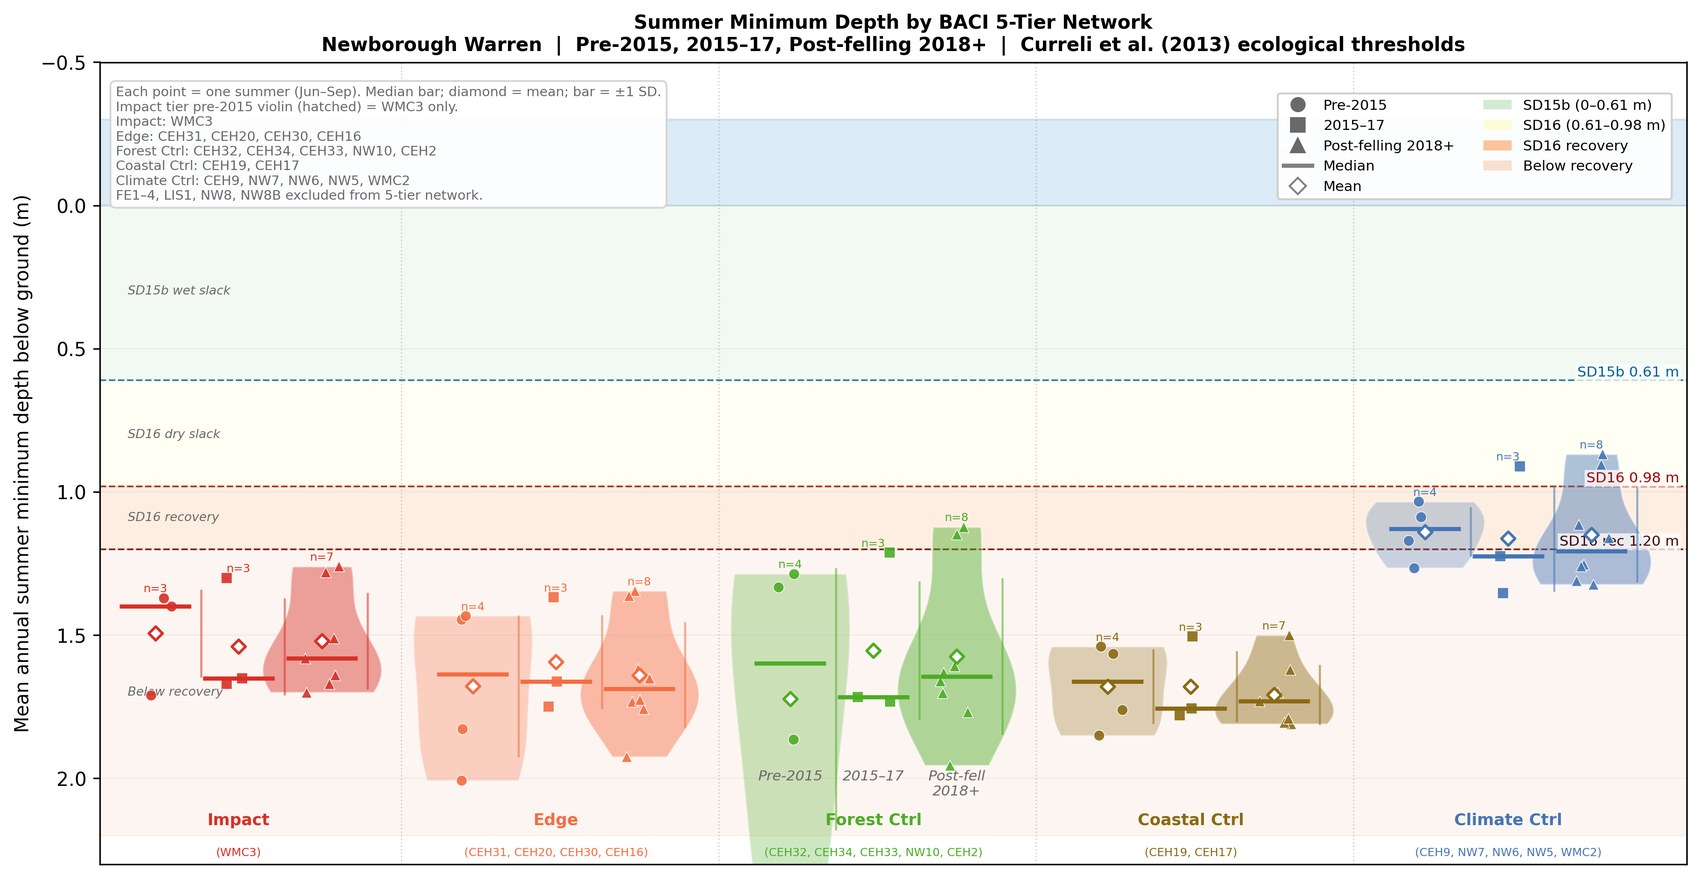 Summer Minimum Depth by BACI 5-Tier Network
Newborough Warren | Pre-2015, 2015–17, Post-felling 2018+ | Curreli et al. (2013) ecological thresholds
Mean annual summer minimum depth below ground (m)
−0.5
0.0
0.5
1.0
1.5
2.0
Each point = one summer (Jun–Sep). Median bar; diamond = mean; bar = ±1 SD.
Impact tier pre-2015 violin (hatched) = WMC3 only.
Impact: WMC3
Edge: CEH31, CEH20, CEH30, CEH16
Forest Ctrl: CEH32, CEH34, CEH33, NW10, CEH2
Coastal Ctrl: CEH19, CEH17
Climate Ctrl: CEH9, NW7, NW6, NW5, WMC2
FE1–4, LIS1, NW8, NW8B excluded from 5-tier network.
Pre-2015
2015–17
Post-felling 2018+
Median
Mean
SD15b (0–0.61 m)
SD16 (0.61–0.98 m)
SD16 recovery
Below recovery
SD15b wet slack
SD15b 0.61 m
SD16 dry slack
SD16 0.98 m
SD16 recovery
SD16 rec 1.20 m
Below recovery
n=3
n=3
n=7
n=4
n=3
n=8
n=4
n=3
n=8
n=4
n=3
n=7
n=4
n=3
n=8
Pre-2015
2015–17
Post-fell
2018+
Impact
Edge
Forest Ctrl
Coastal Ctrl
Climate Ctrl
(WMC3)
(CEH31, CEH20, CEH30, CEH16)
(CEH32, CEH34, CEH33, NW10, CEH2)
(CEH19, CEH17)
(CEH9, NW7, NW6, NW5, WMC2)